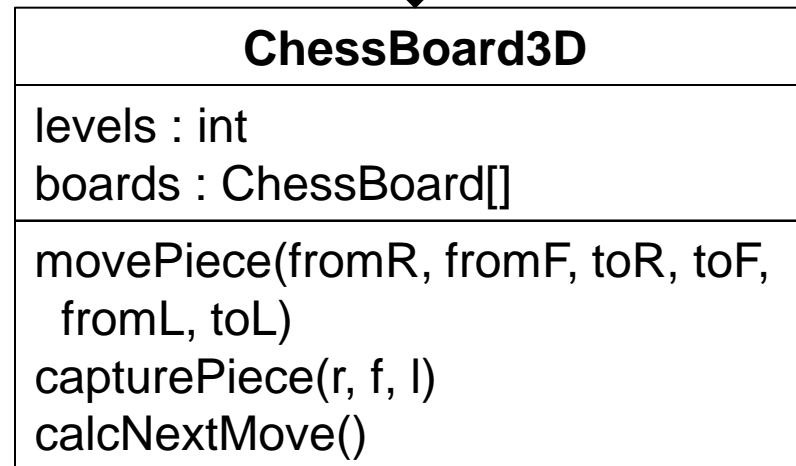 ChessBoard3D
levels : int
boards : ChessBoard[]
movePiece(fromR, fromF, toR, toF,
fromL, toL)
capturePiece(r, f, l)
calcNextMove()